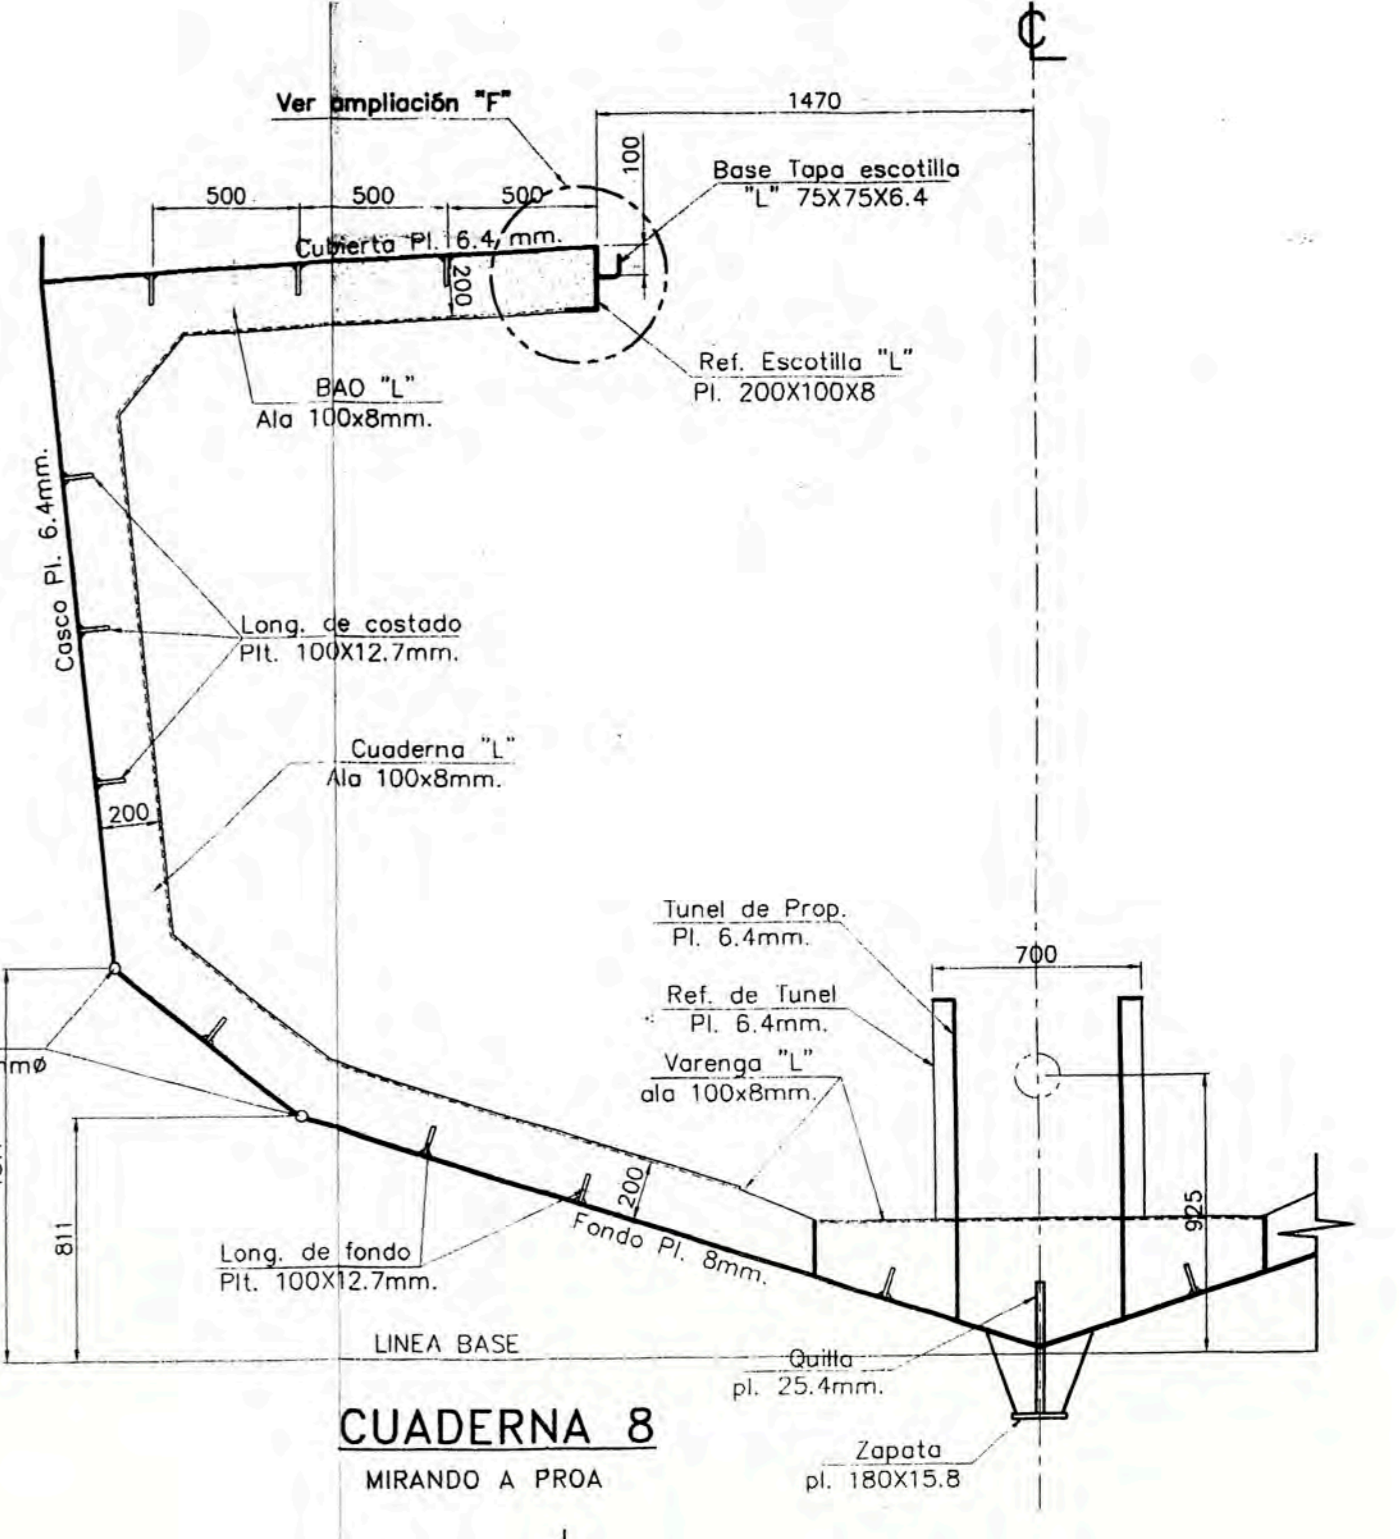 Ver ampliación "F"
1470
100
Base Tapa escotilla
"L" 75X75X6.4
500
500
500
Cubierta Pl. 6.4 mm.
200
Ref. Escotilla "L"
Pl. 200X100X8
BAO "L"
Ala 100x8mm.
Casco Pl. 6.4mm.
Long. de costado
Plt. 100X12.7mm.
Cuaderna "L"
Ala 100x8mm.
200
Tunel de Prop.
Pl. 6.4mm.
700
Ref. de Tunel
Pl. 6.4mm.
Varenga "L"
ala 100x8mm.
mmø
811
200
925
Fondo Pl. 8mm.
Long. de fondo
Plt. 100X12.7mm.
LINEA BASE
Quilla
pl. 25.4mm.
CUADERNA 8
MIRANDO A PROA
Zapata
pl. 180X15.8